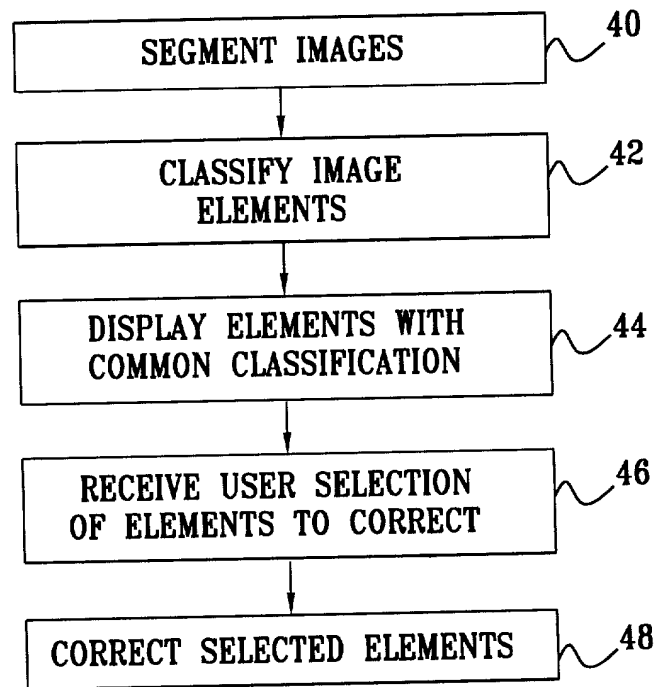 SEGMENT IMAGES
40
CLASSIFY IMAGE
ELEMENTS
42
DISPLAY ELEMENTS WITH
COMMON CLASSIFICATION
44
RECEIVE USER SELECTION
OF ELEMENTS TO CORRECT
46
CORRECT SELECTED ELEMENTS
48